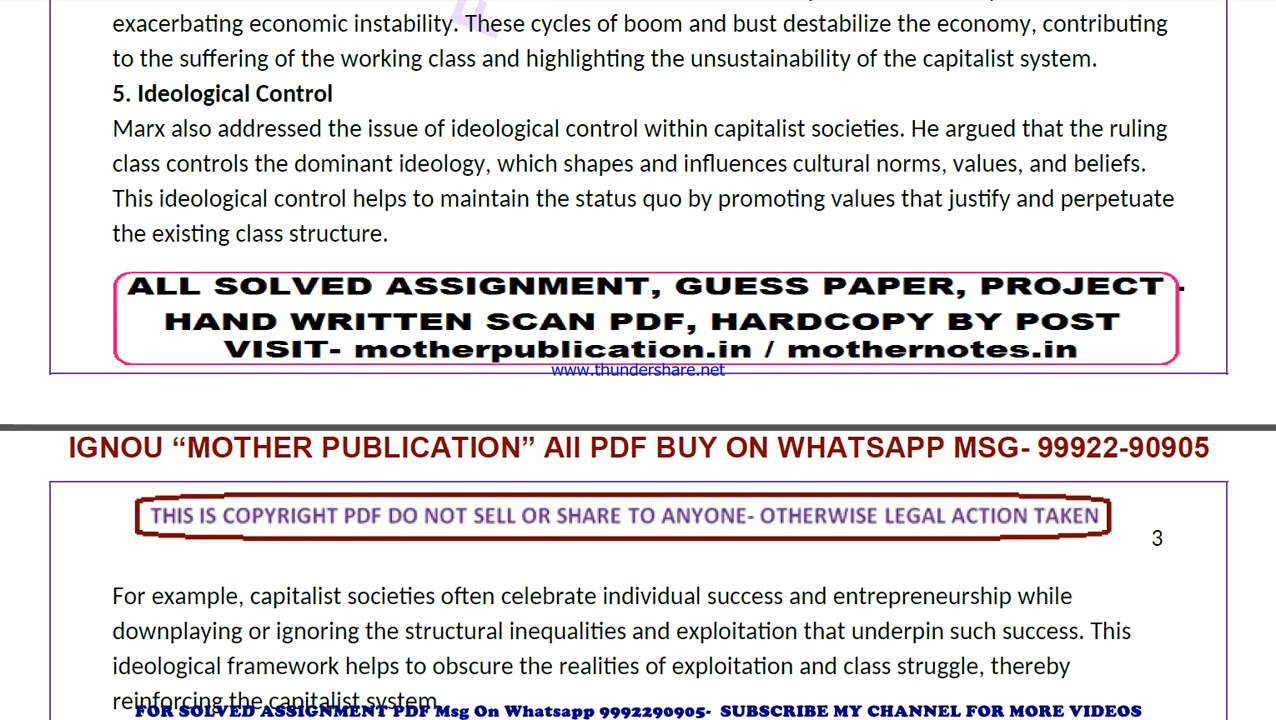 exacerbating economic instability. These cycles of boom and bust destabilize the economy, contributing
to the suffering of the working class and highlighting the unsustainability of the capitalist system.
5. Ideological Control
Marx also addressed the issue of ideological control within capitalist societies. He argued that the ruling
class controls the dominant ideology, which shapes and influences cultural norms, values, and beliefs.
This ideological control helps to maintain the status quo by promoting values that justify and perpetuate
the existing class structure.
ALL SOLVED ASSIGNMENT, GUESS PAPER, PROJECT -
HAND WRITTEN SCAN PDF, HARDCOPY BY POST
VISIT- motherpublication.in / mothernotes.in
www.thundershare.net
IGNOU “MOTHER PUBLICATION” All PDF BUY ON WHATSAPP MSG- 99922-90905
THIS IS COPYRIGHT PDF DO NOT SELL OR SHARE TO ANYONE- OTHERWISE LEGAL ACTION TAKEN
3
For example, capitalist societies often celebrate individual success and entrepreneurship while
downplaying or ignoring the structural inequalities and exploitation that underpin such success. This
ideological framework helps to obscure the realities of exploitation and class struggle, thereby
reinforcing the capitalist system.
FOR SOLVED ASSIGNMENT PDF Msg On Whatsapp 9992290905- SUBSCRIBE MY CHANNEL FOR MORE VIDEOS